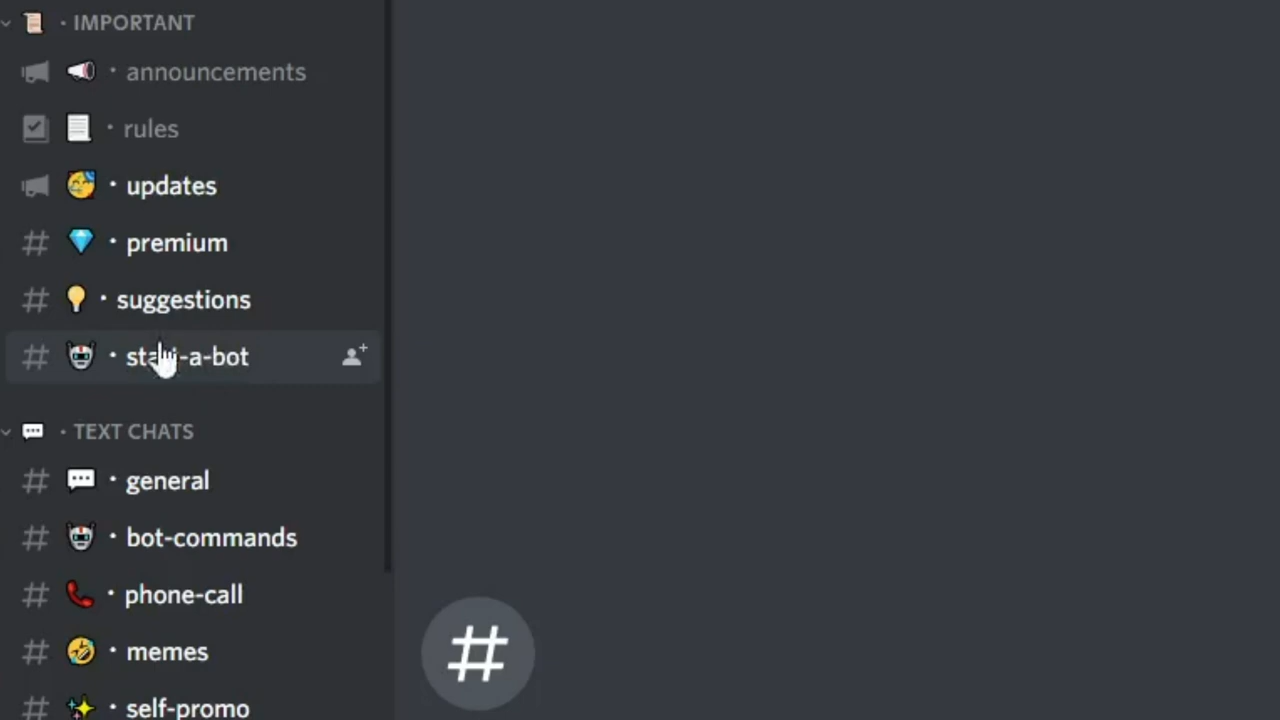 · IMPORTANT
· announcements
· rules
· updates
· premium
· suggestions
· TEXT CHATS
· general
· bot-commands
· phone-call
· memes
· self-promo